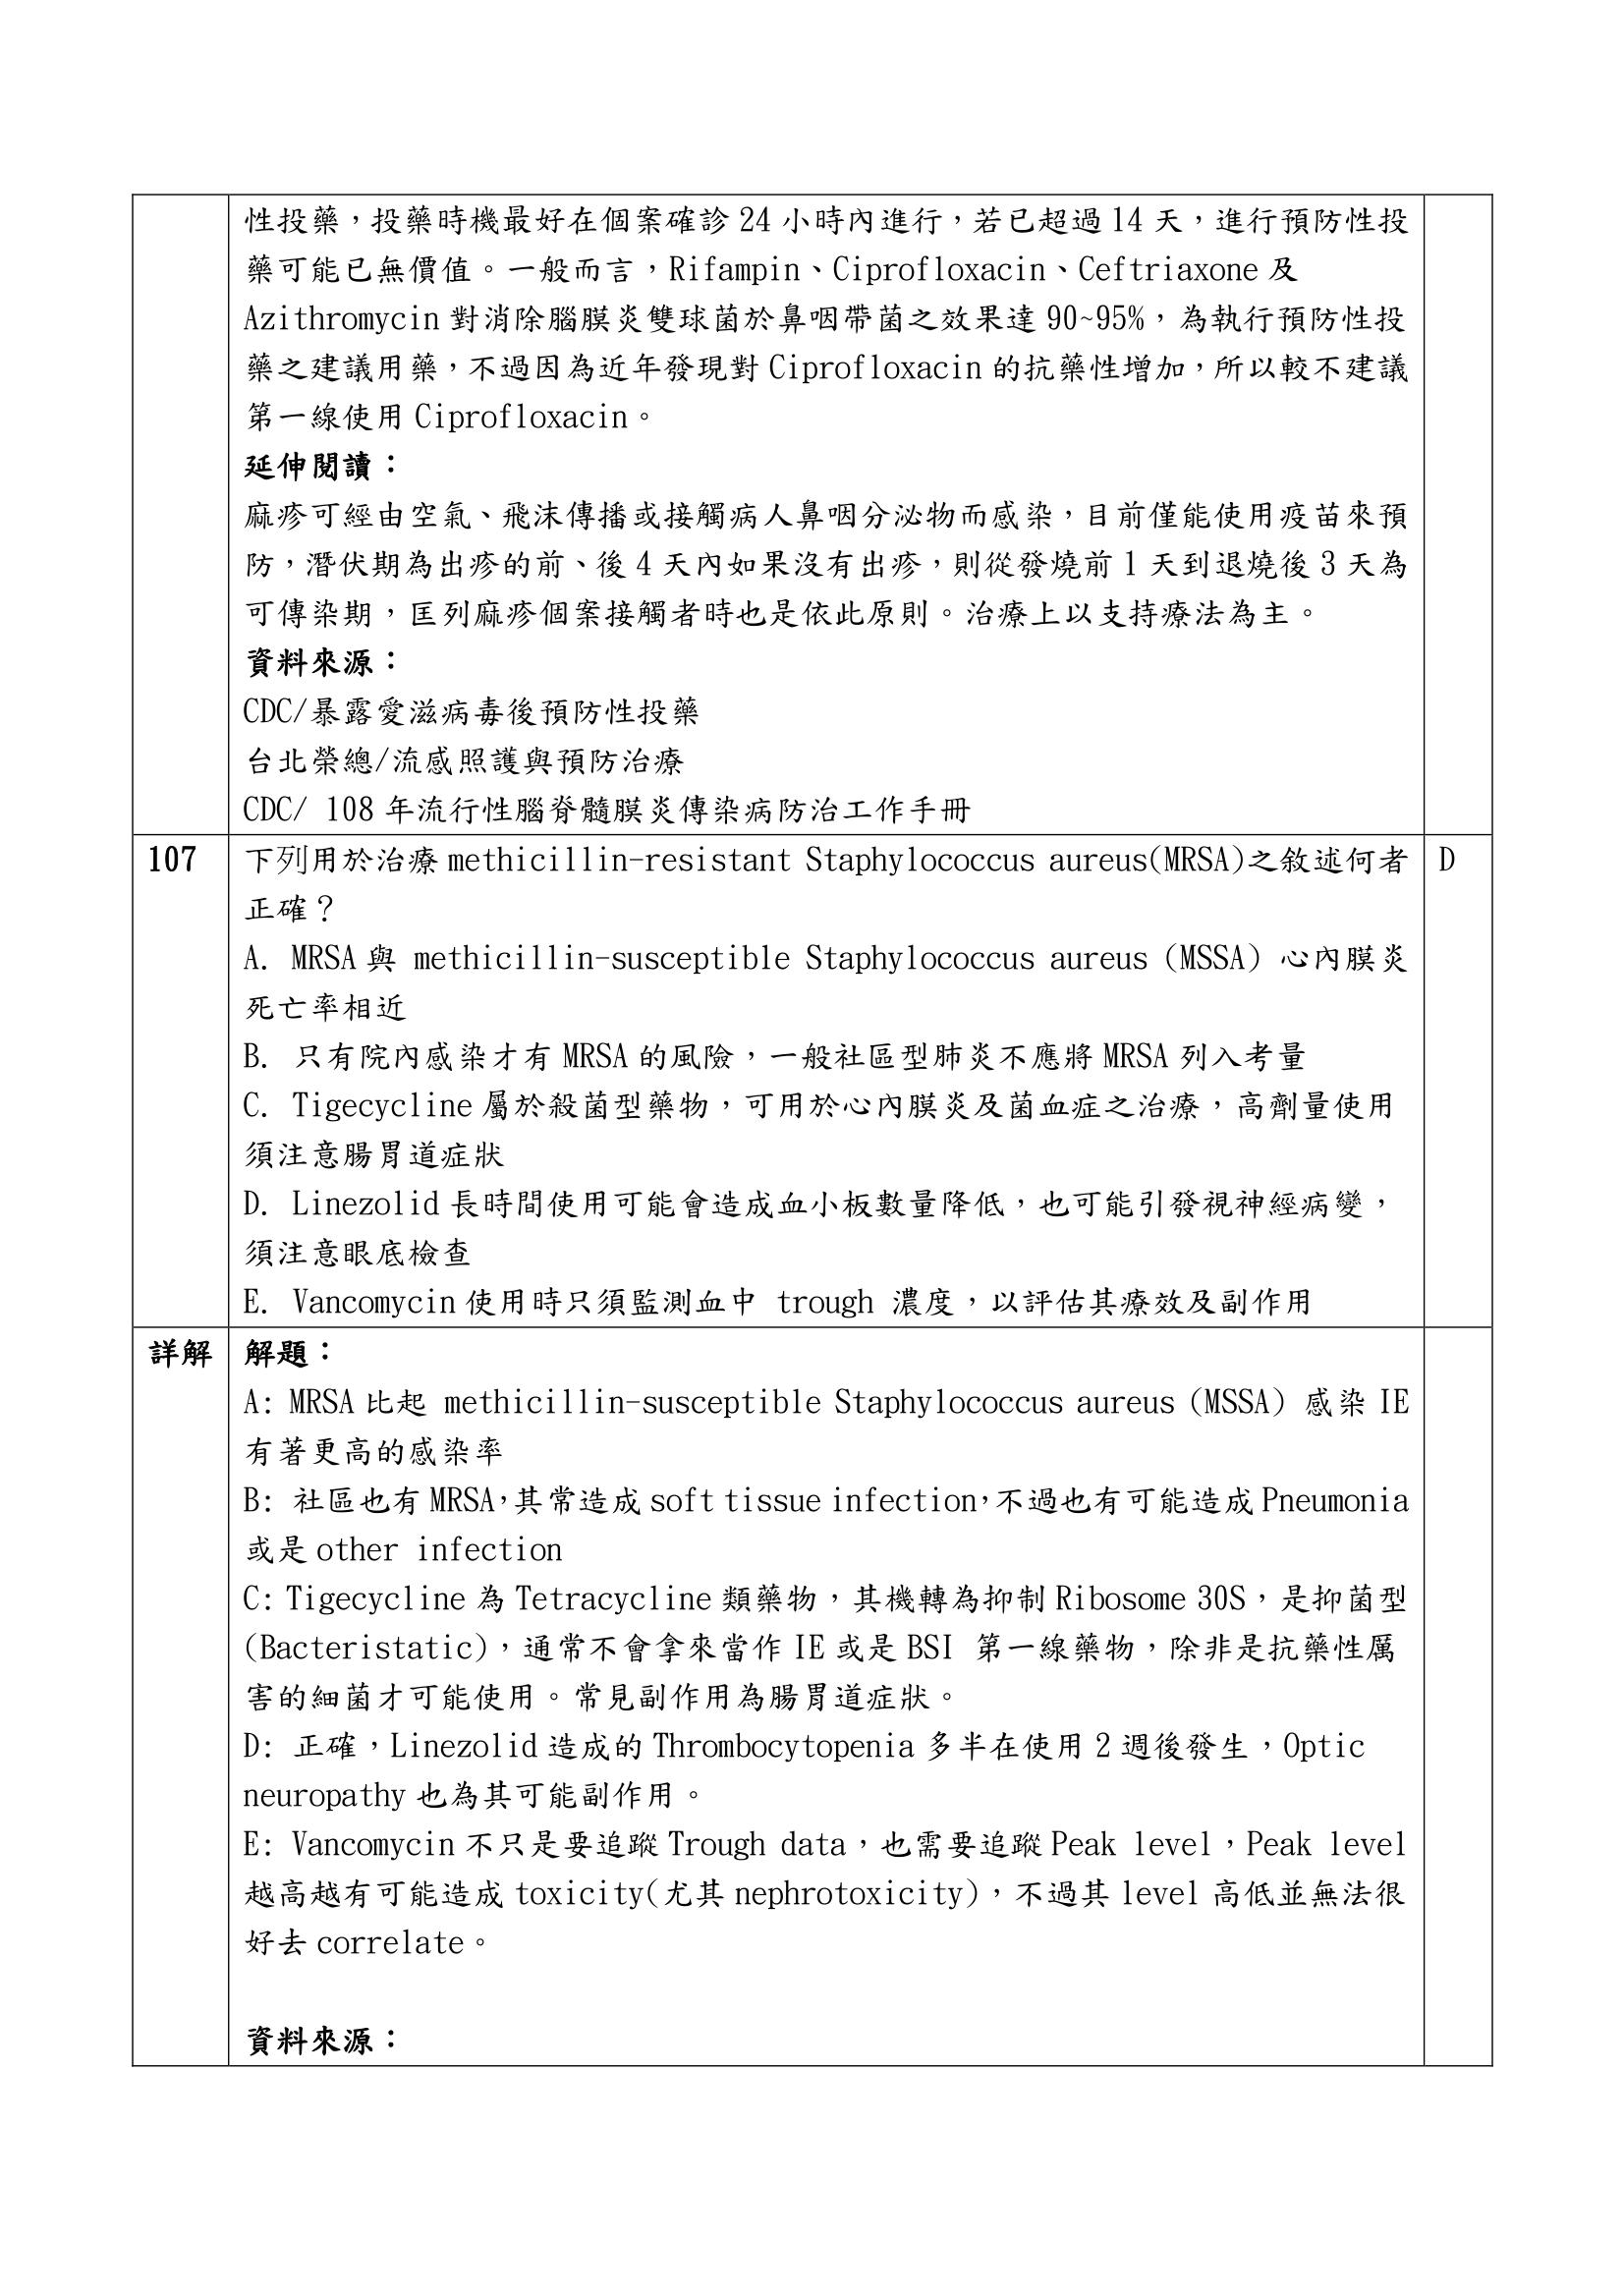 性投藥，投藥時機最好在個案確診 24 小時內進行，若已超過 14 天，進行預防性投
藥可能已無價值。一般而言，Rifampin、Ciprofloxacin、Ceftriaxone 及
Azithromycin 對消除腦膜炎雙球菌於鼻咽帶菌之效果達 90~95%，為執行預防性投
藥之建議用藥，不過因為近年發現對 Ciprofloxacin 的抗藥性增加，所以較不建議
第一線使用 Ciprofloxacin。
延伸閱讀：
麻疹可經由空氣、飛沫傳播或接觸病人鼻咽分泌物而感染，目前僅能使用疫苗來預
防，潛伏期為出疹的前、後 4 天內如果沒有出疹，則從發燒前 1 天到退燒後 3 天為
可傳染期，匡列麻疹個案接觸者時也是依此原則。治療上以支持療法為主。
資料來源：
CDC/暴露愛滋病毒後預防性投藥
台北榮總/流感照護與預防治療
CDC/ 108 年流行性腦脊髓膜炎傳染病防治工作手冊
107 下列用於治療 methicillin-resistant Staphylococcus aureus(MRSA)之敘述何者 D
正確？
A. MRSA 與 methicillin-susceptible Staphylococcus aureus (MSSA) 心內膜炎
死亡率相近
B. 只有院內感染才有 MRSA 的風險，一般社區型肺炎不應將 MRSA 列入考量
C. Tigecycline 屬於殺菌型藥物，可用於心內膜炎及菌血症之治療，高劑量使用
須注意腸胃道症狀
D. Linezolid 長時間使用可能會造成血小板數量降低，也可能引發視神經病變，
須注意眼底檢查
E. Vancomycin 使用時只須監測血中 trough 濃度，以評估其療效及副作用
詳解 解題：
A: MRSA 比起 methicillin-susceptible Staphylococcus aureus (MSSA) 感染 IE
有著更高的感染率
B: 社區也有 MRSA，其常造成 soft tissue infection，不過也有可能造成 Pneumonia
或是 other infection
C: Tigecycline 為 Tetracycline 類藥物，其機轉為抑制 Ribosome 30S，是抑菌型
(Bacteristatic)，通常不會拿來當作 IE 或是 BSI 第一線藥物，除非是抗藥性厲
害的細菌才可能使用。常見副作用為腸胃道症狀。
D: 正確，Linezolid 造成的 Thrombocytopenia 多半在使用 2 週後發生，Optic
neuropathy 也為其可能副作用。
E: Vancomycin 不只是要追蹤 Trough data，也需要追蹤 Peak level，Peak level
越高越有可能造成 toxicity(尤其 nephrotoxicity)，不過其 level 高低並無法很
好去 correlate。
資料來源：